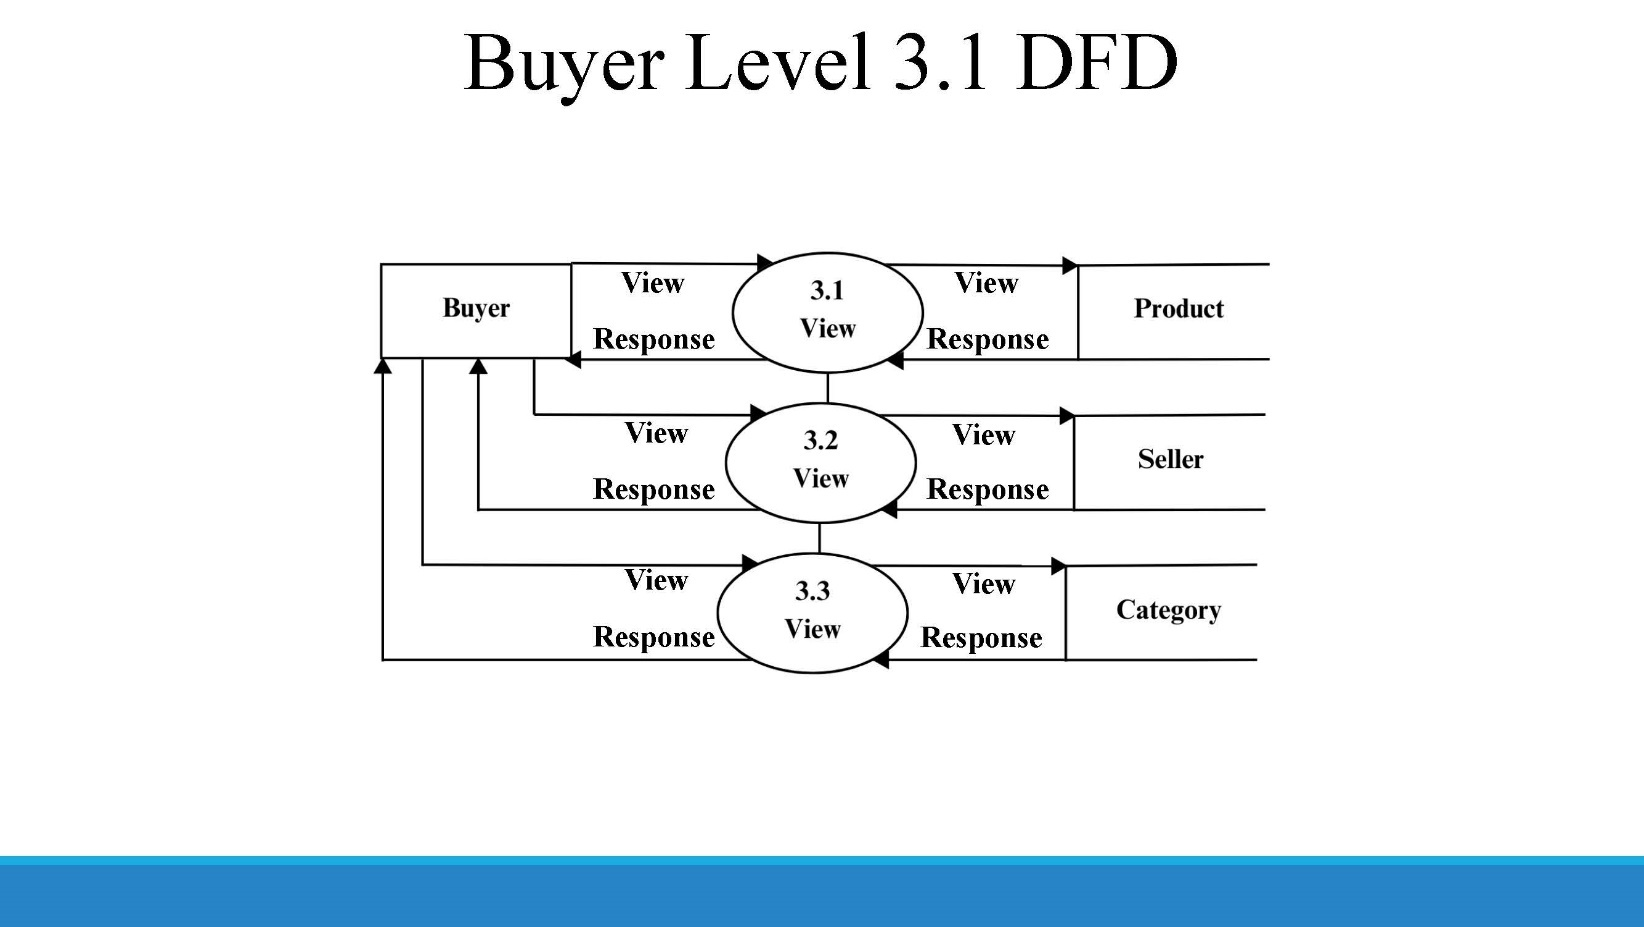 Buyer Level 3.1 DFD
Buyer
View
Response
3.1
View
View
Response
Product
View
Response
3.2
View
View
Response
Seller
View
Response
3.3
View
View
Response
Category